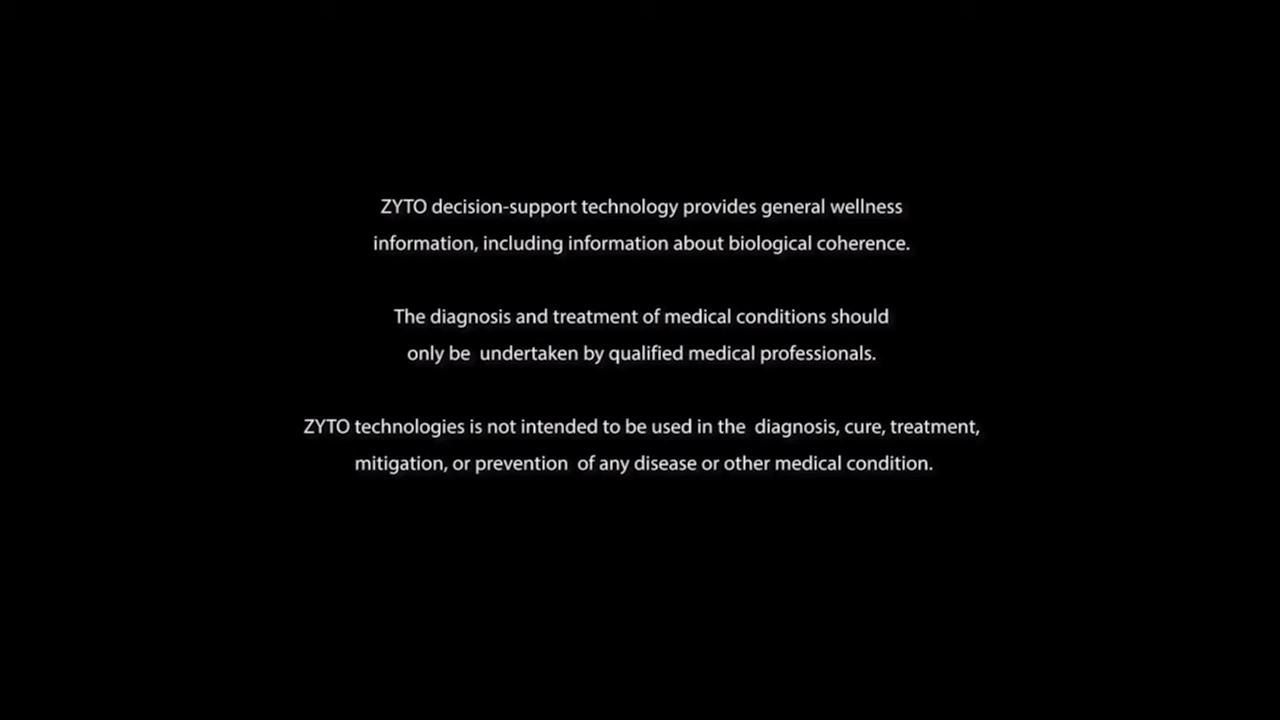 ZYTO decision-support technology provides general wellness
information, including information about biological coherence.
The diagnosis and treatment of medical conditions should
only be undertaken by qualified medical professionals.
ZYTO technologies is not intended to be used in the diagnosis, cure, treatment,
mitigation, or prevention of any disease or other medical condition.